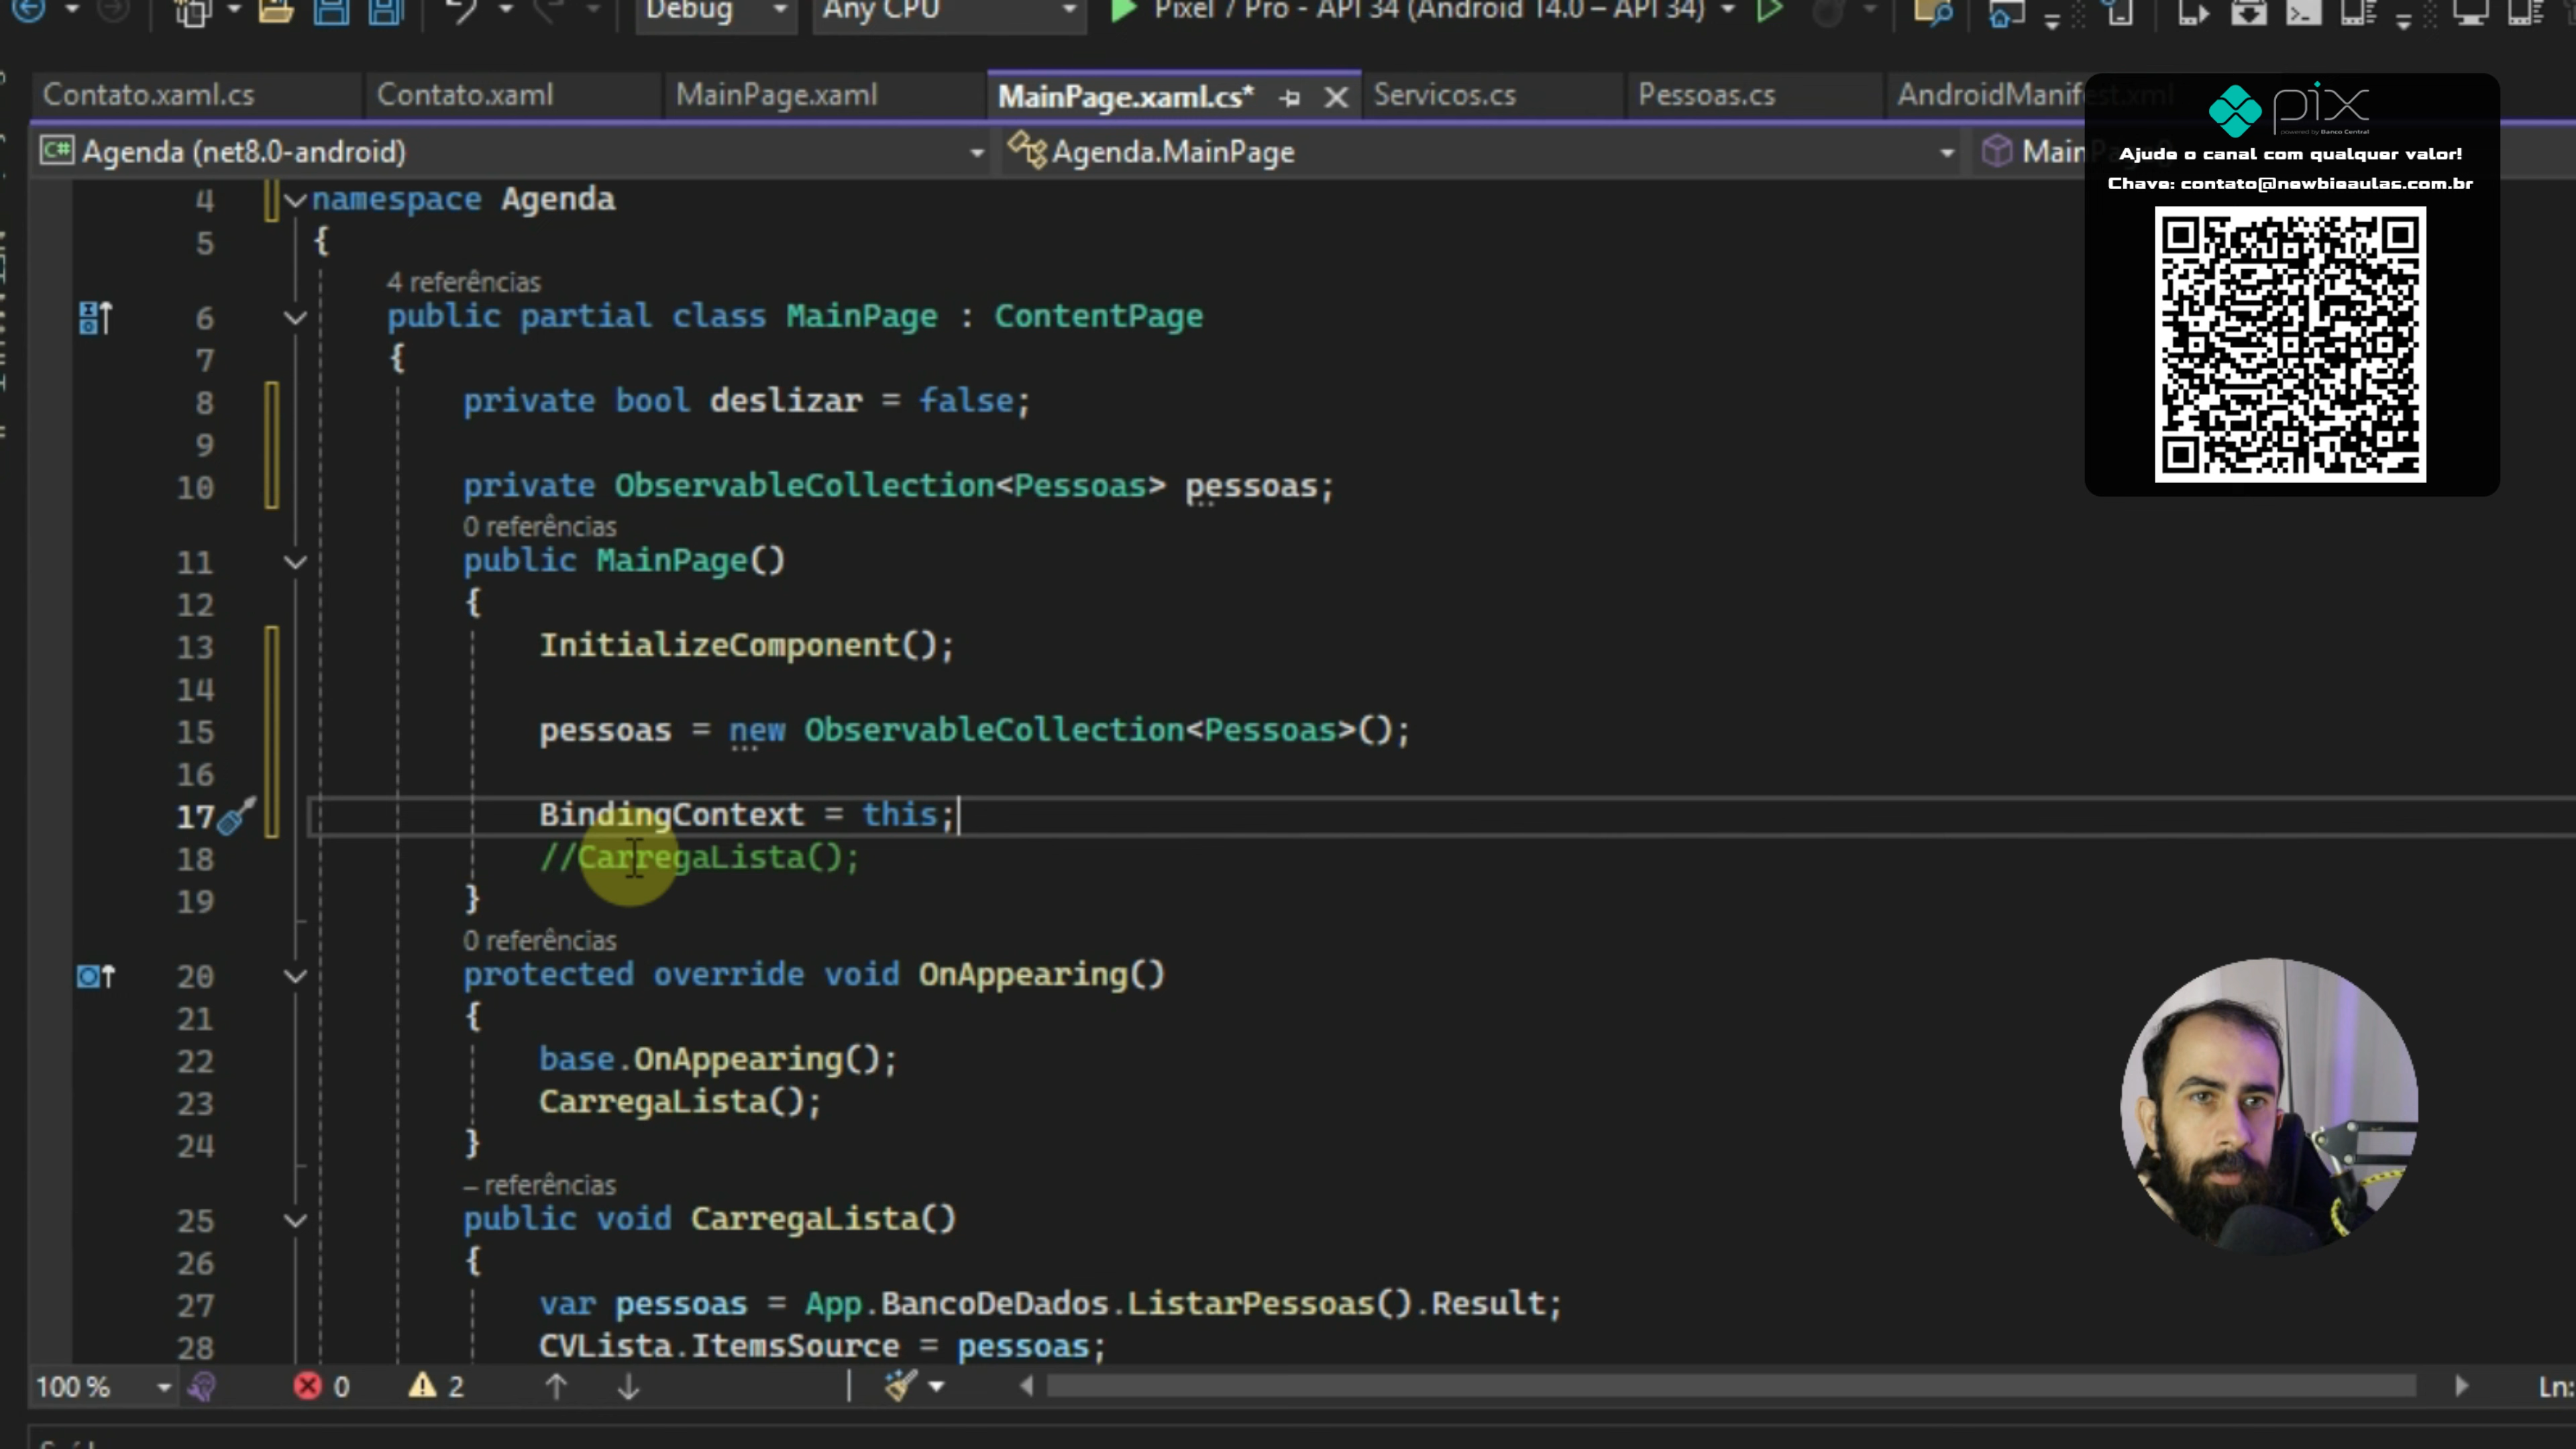 Debug
Any CPU
Pixel 7 Pro - API 34 (Android 14.0 – API 34)
Contato.xaml.cs
Contato.xaml
MainPage.xaml
MainPage.xaml.cs*
Servicos.cs
Pessoas.cs
AndroidManifest.xml
C# Agenda (net8.0-android)
Agenda.MainPage
pix
powered by Banco Central
Ajude o canal com qualquer valor!
Chave: contato@newbieaulas.com.br
4 namespace Agenda
5 {
4 referências
6 public partial class MainPage : ContentPage
7 {
8 private bool deslizar = false;
9
10 private ObservableCollection<Pessoas> pessoas;
0 referências
11 public MainPage()
12 {
13 InitializeComponent();
14
15 pessoas = new ObservableCollection<Pessoas>();
16
17 BindingContext = this;
18 //CarregaLista();
19 }
0 referências
20 protected override void OnAppearing()
21 {
22 base.OnAppearing();
23 CarregaLista();
24 }
– referências
25 public void CarregaLista()
26 {
27 var pessoas = App.BancoDeDados.ListarPessoas().Result;
28 CVLista.ItemsSource = pessoas;
100 %
0
2
Ln: